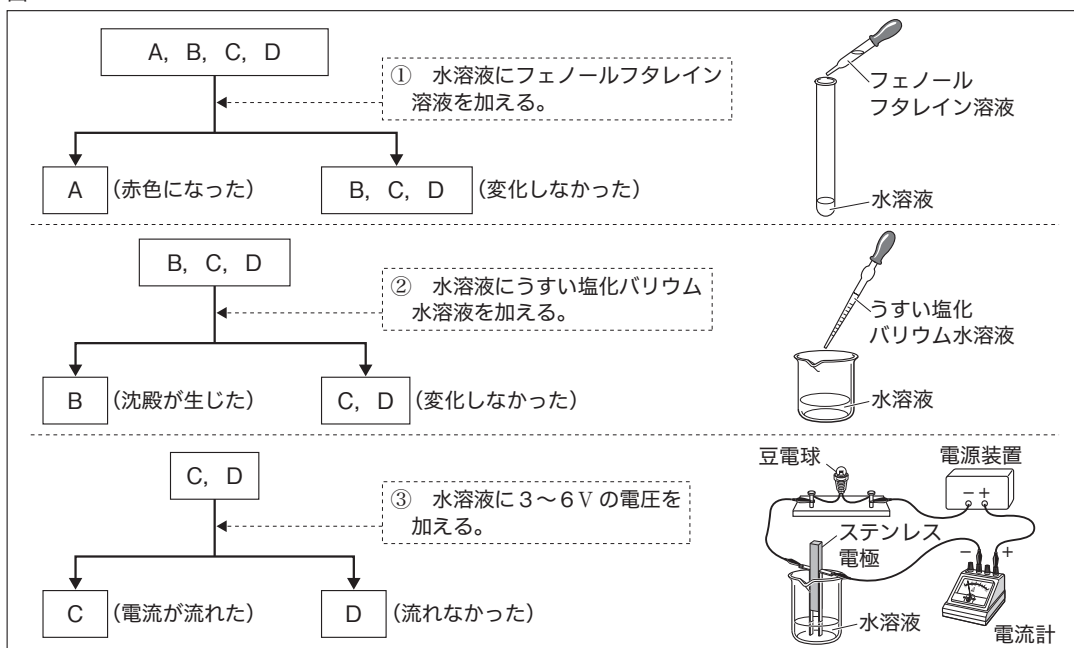 A，B，C，D
① 水溶液にフェノールフタレイン
溶液を加える。
フェノール
フタレイン溶液
A
(赤色になった)
B，C，D
(変化しなかった)
水溶液
B，C，D
② 水溶液にうすい塩化バリウム
水溶液を加える。
うすい塩化
バリウム水溶液
B
(沈殿が生じた)
C，D
(変化しなかった)
水溶液
C，D
③ 水溶液に3～6Vの電圧を
加える。
豆電球
電源装置
－＋
ステンレス
電極
－
＋
C
(電流が流れた)
D
(流れなかった)
水溶液
電流計